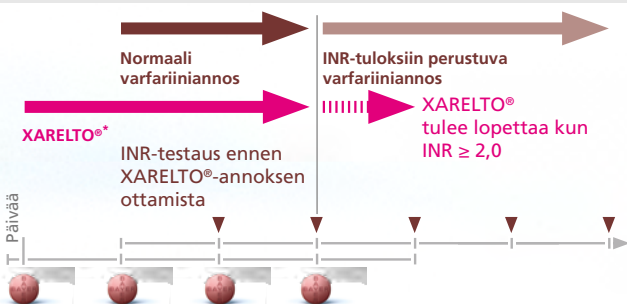 Normaali
varfariiniannos
INR-tuloksiin perustuva
varfariiniannos
XARELTO®*
XARELTO®
tulee lopettaa kun
INR ≥ 2,0
INR-testaus ennen
XARELTO®-annoksen
ottamista
Päivää